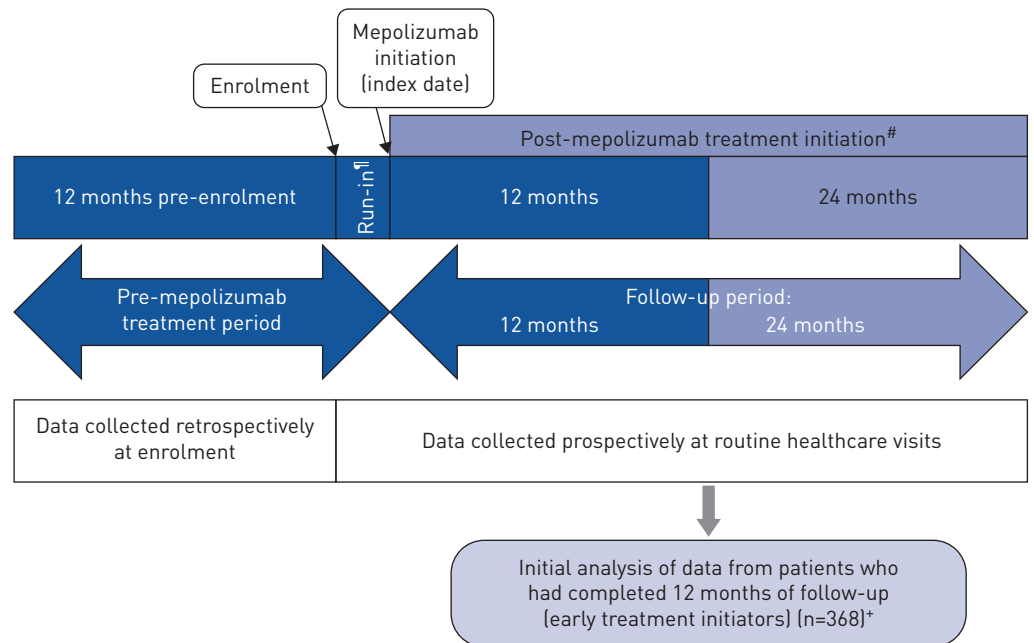 Mepolizumab
initiation
(index date)
Enrolment
Post-mepolizumab treatment initiation#
12 months pre-enrolment
Run-in¶
12 months
24 months
Pre-mepolizumab
treatment period
Follow-up period:
12 months
24 months
Data collected retrospectively
at enrolment
Data collected prospectively at routine healthcare visits
Initial analysis of data from patients who
had completed 12 months of follow-up
(early treatment initiators) (n=368)+